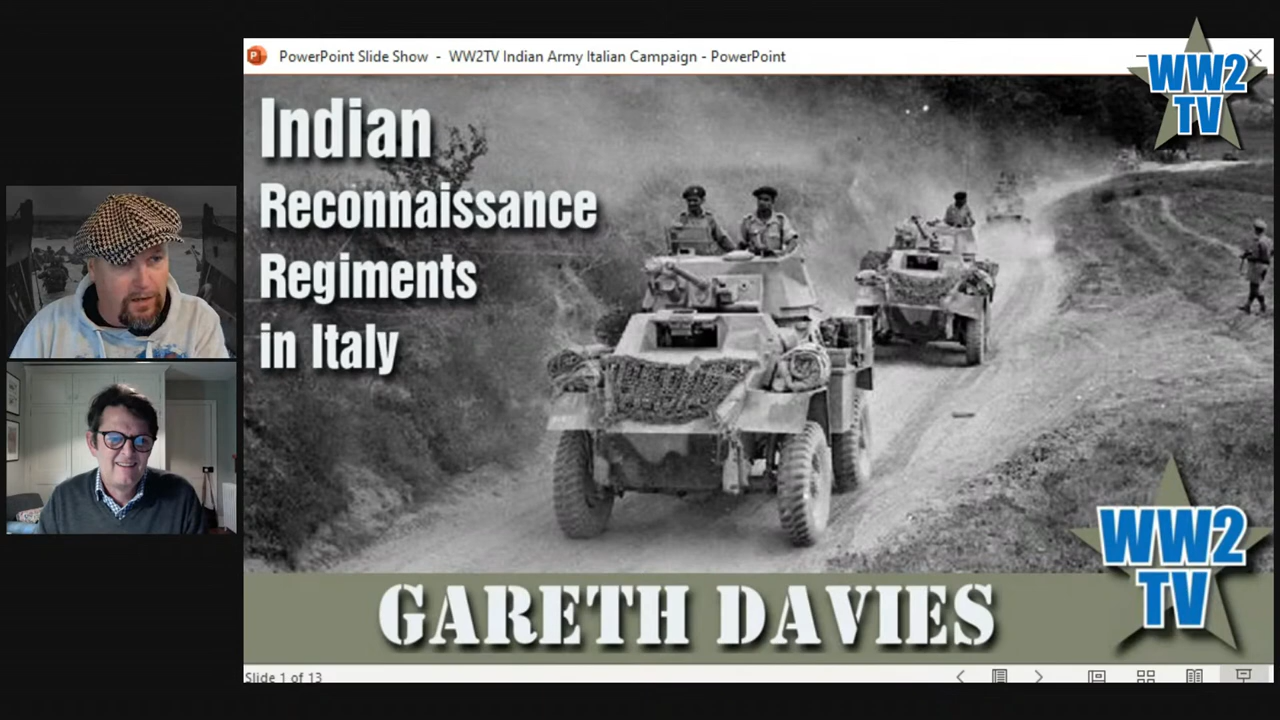 PowerPoint Slide Show - WW2TV Indian Army Italian Campaign - PowerPoint
WW2
TV
Indian
Reconnaissance
Regiments
in Italy
WW2
TV
GARETH DAVIES
Slide 1 of 13